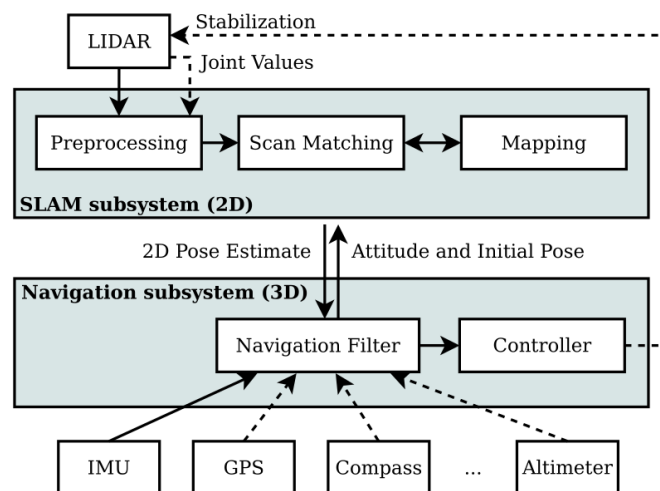 Stabilization
LIDAR
Joint Values
Preprocessing
Scan Matching
Mapping
SLAM subsystem (2D)
2D Pose Estimate
Attitude and Initial Pose
Navigation subsystem (3D)
Navigation Filter
Controller
IMU
GPS
Compass
...
Altimeter